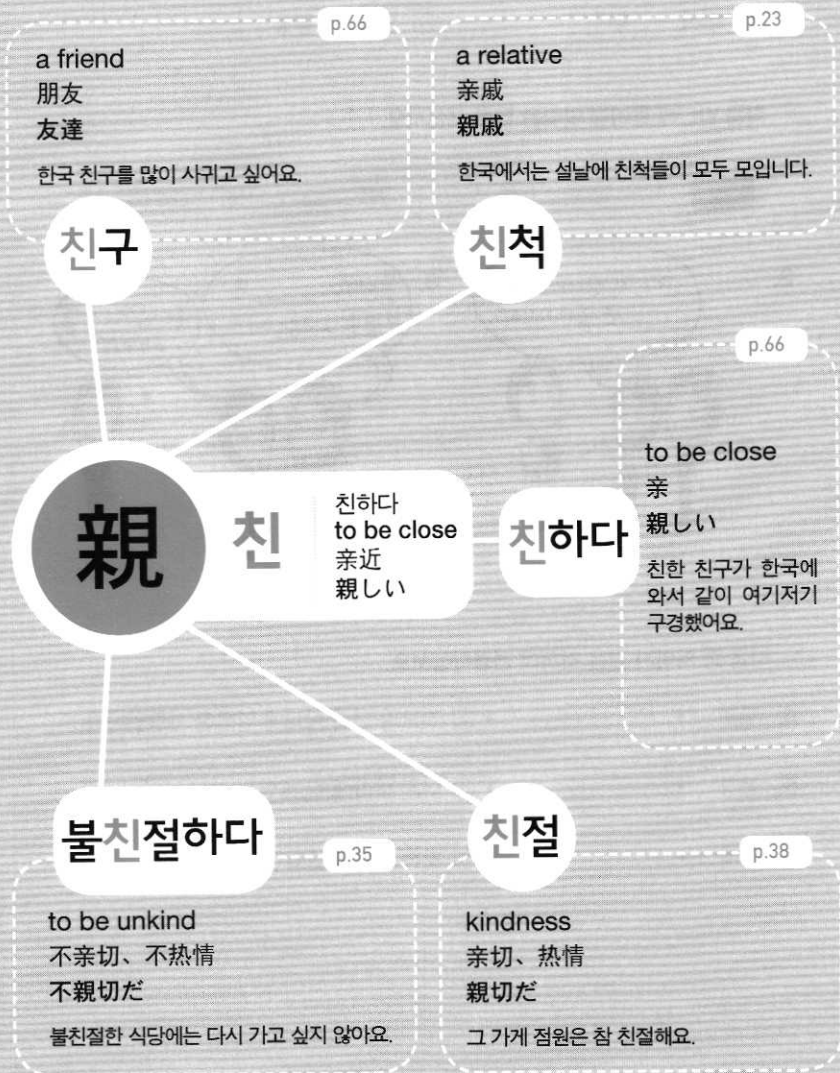 p.66
a friend
朋友
友達
한국 친구를 많이 사귀고 싶어요.
친구
p.23
a relative
亲戚
親戚
한국에서는 설날에 친척들이 모두 모입니다.
친척
親
친
친하다
to be close
亲近
親しい
친하다
p.66
to be close
亲
親しい
친한 친구가 한국에
와서 같이 여기저기
구경했어요.
불친절하다
p.35
to be unkind
不亲切、不热情
不親切だ
불친절한 식당에는 다시 가고 싶지 않아요.
친절
p.38
kindness
亲切、热情
親切だ
그 가게 점원은 참 친절해요.